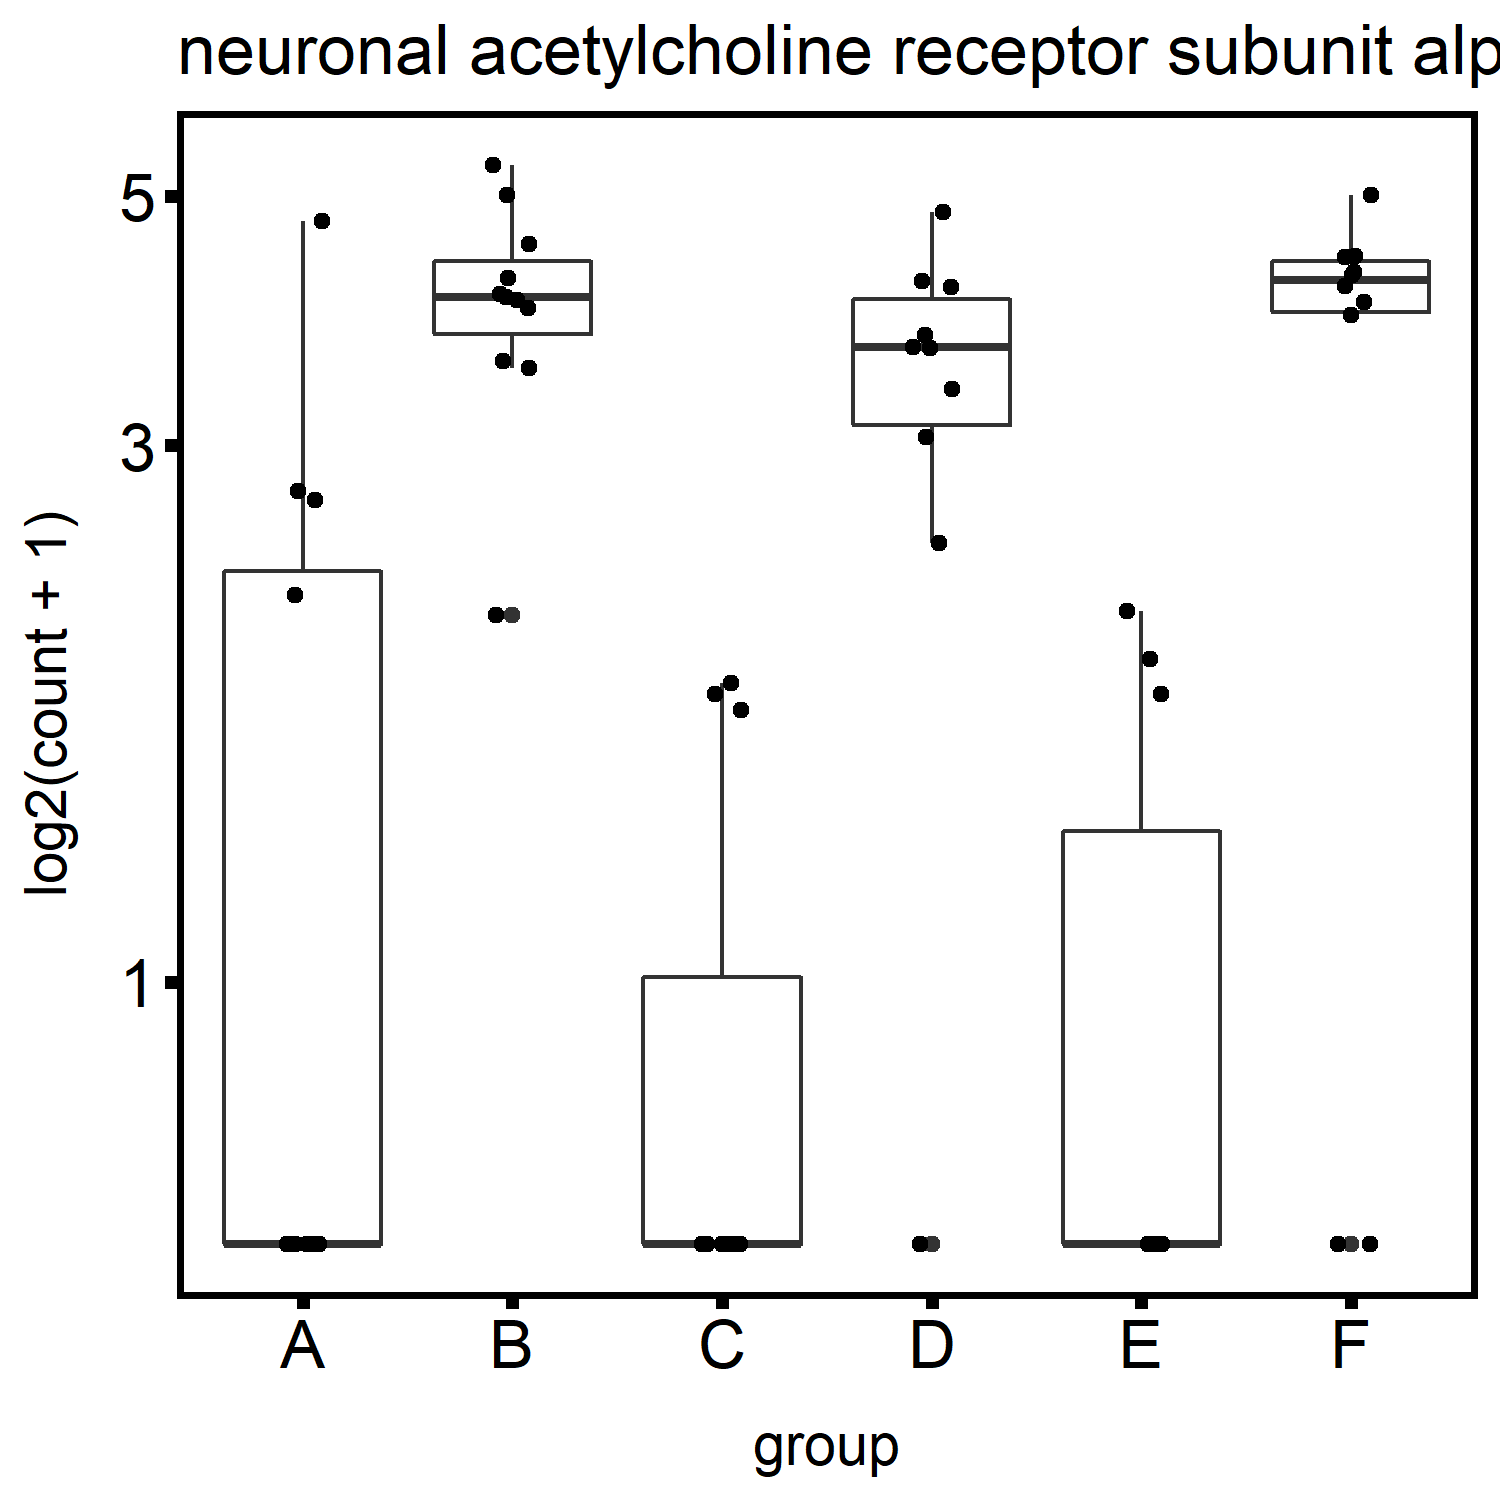 neuronal acetylcholine receptor subunit alp
5
3
1
log2(count + 1)
A B C D E F
group